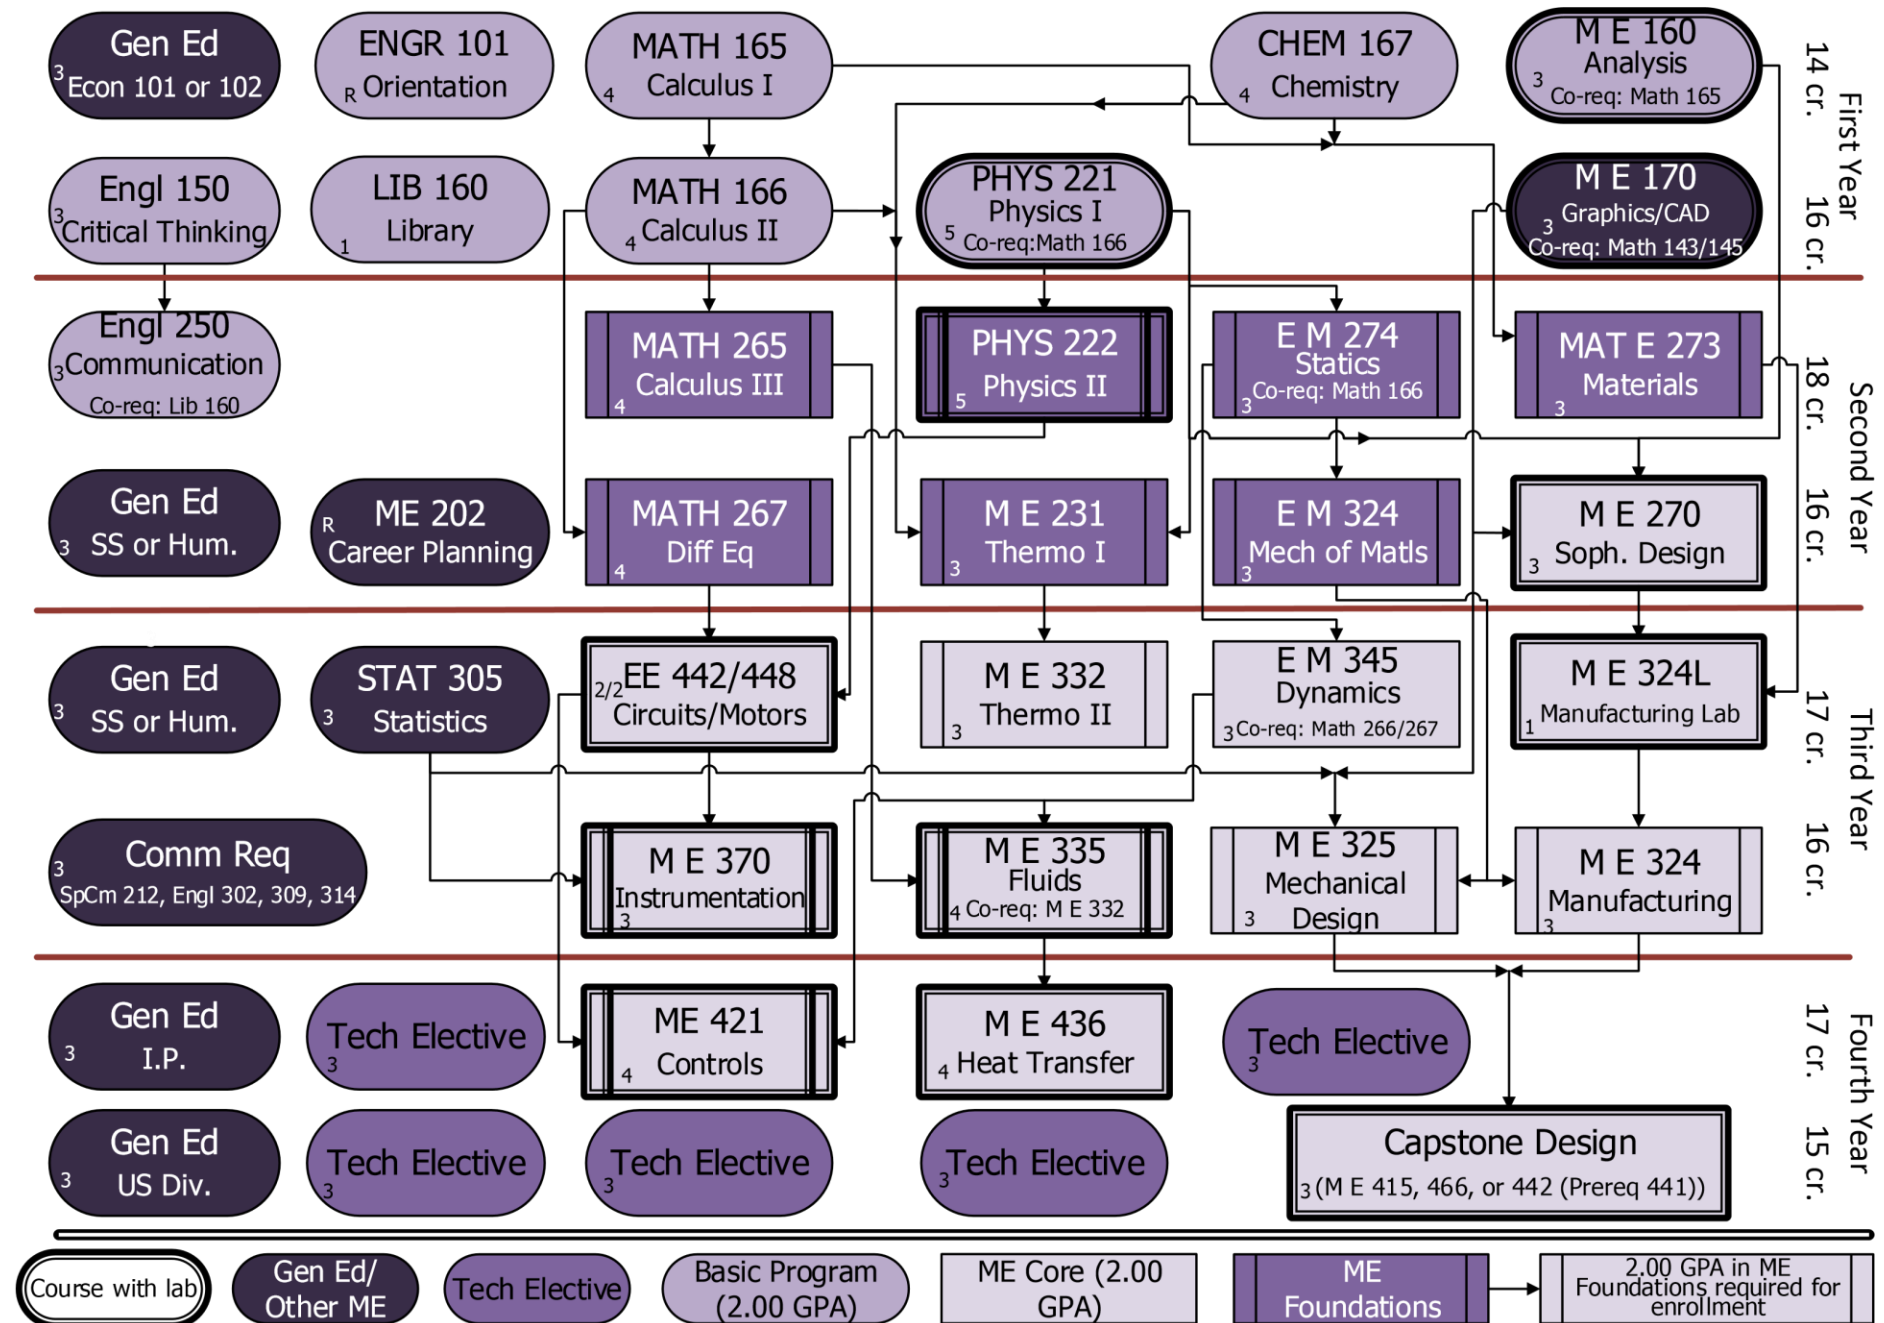 Gen Ed
3
Econ 101 or 102
ENGR 101
R Orientation
MATH 165
4 Calculus I
CHEM 167
4 Chemistry
M E 160
Analysis
3
Co-req: Math 165
14 cr.
First Year
Engl 150
3
Critical Thinking
LIB 160
Library
1
MATH 166
4 Calculus II
PHYS 221
Physics I
5 Co-req:Math 166
M E 170
Graphics/CAD
3
Co-req: Math 143/145
16 cr.
Engl 250
3 Communication
Co-req: Lib 160
MATH 265
Calculus III
4
PHYS 222
Physics II
5
E M 274
Statics
3 Co-req: Math 166
MAT E 273
Materials
3
18 cr.
Second Year
Gen Ed
3 SS or Hum.
ME 202
R
Career Planning
MATH 267
Diff Eq
4
M E 231
Thermo I
3
E M 324
Mech of Matls
3
M E 270
Soph. Design
3
16 cr.
Gen Ed
3 SS or Hum.
STAT 305
3 Statistics
EE 442/448
2/2
Circuits/Motors
M E 332
Thermo II
3
E M 345
Dynamics
3 Co-req: Math 266/267
M E 324L
Manufacturing Lab
1
17 cr.
Third Year
Comm Req
3
SpCm 212, Engl 302, 309, 314
M E 370
Instrumentation
3
M E 335
Fluids
4 Co-req: M E 332
M E 325
Mechanical
Design
3
M E 324
Manufacturing
3
16 cr.
Gen Ed
3 I.P.
Tech Elective
3
ME 421
Controls
4
M E 436
4 Heat Transfer
Tech Elective
3
17 cr.
Fourth Year
Gen Ed
3 US Div.
Tech Elective
3
Tech Elective
3
Tech Elective
3
Capstone Design
3 (M E 415, 466, or 442 (Prereq 441))
15 cr.
Course with lab
Gen Ed/
Other ME
Tech Elective
Basic Program
(2.00 GPA)
ME Core (2.00
GPA)
ME
Foundations
2.00 GPA in ME
Foundations required for
enrollment